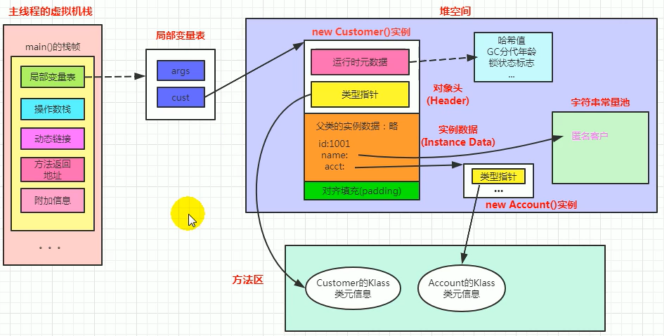 主线程的虚拟机栈
main()的栈帧
局部变量表
操作数栈
动态链接
方法返回
地址
附加信息
...
局部变量表
args
cust
堆空间
new Customer()实例
运行时元数据
类型指针
对象头
(Header)
哈希值
GC分代年龄
锁状态标志
...
父类的实例数据：略
id:1001
name:
acct:
实例数据
(Instance Data)
对齐填充(padding)
字符串常量池
匿名客户
类型指针
...
new Account()实例
方法区
Customer的Klass
类元信息
Account的Klass
类元信息